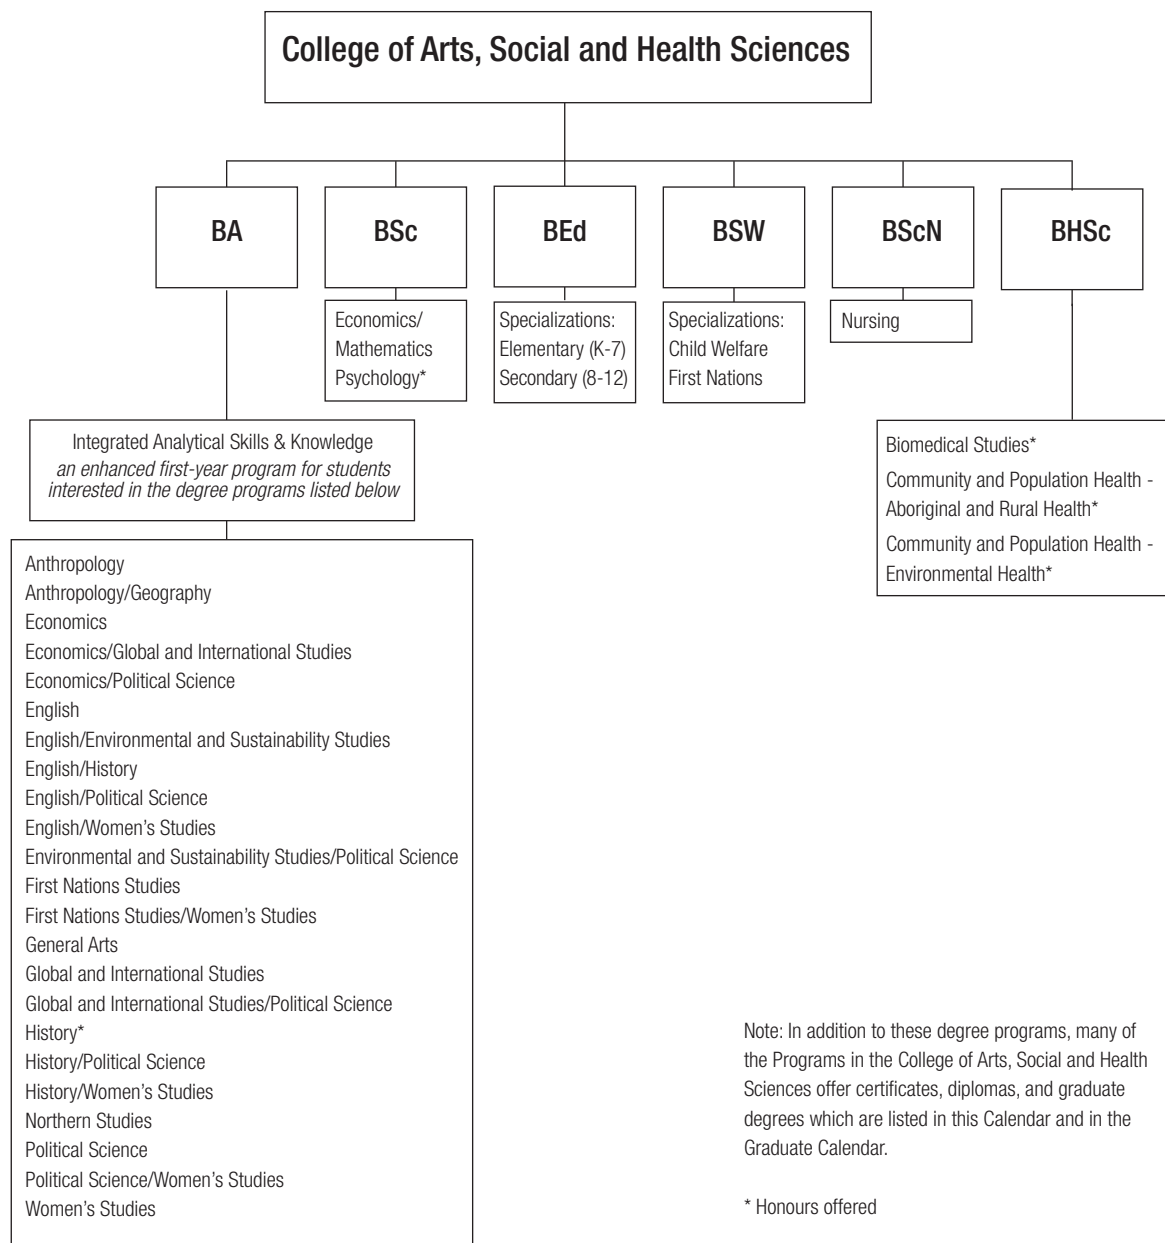 College of Arts, Social and Health Sciences
BA
BSc
BEd
BSW
BScN
BHSc
Economics/
Mathematics
Psychology*
Specializations:
Elementary (K-7)
Secondary (8-12)
Specializations:
Child Welfare
First Nations
Nursing
Integrated Analytical Skills & Knowledge
an enhanced first-year program for students
interested in the degree programs listed below
Biomedical Studies*
Community and Population Health -
Aboriginal and Rural Health*
Community and Population Health -
Environmental Health*
Anthropology
Anthropology/Geography
Economics
Economics/Global and International Studies
Economics/Political Science
English
English/Environmental and Sustainability Studies
English/History
English/Political Science
English/Women's Studies
Environmental and Sustainability Studies/Political Science
First Nations Studies
First Nations Studies/Women's Studies
General Arts
Global and International Studies
Global and International Studies/Political Science
History*
History/Political Science
History/Women's Studies
Northern Studies
Political Science
Political Science/Women's Studies
Women's Studies
Note: In addition to these degree programs, many of
the Programs in the College of Arts, Social and Health
Sciences offer certificates, diplomas, and graduate
degrees which are listed in this Calendar and in the
Graduate Calendar.
* Honours offered